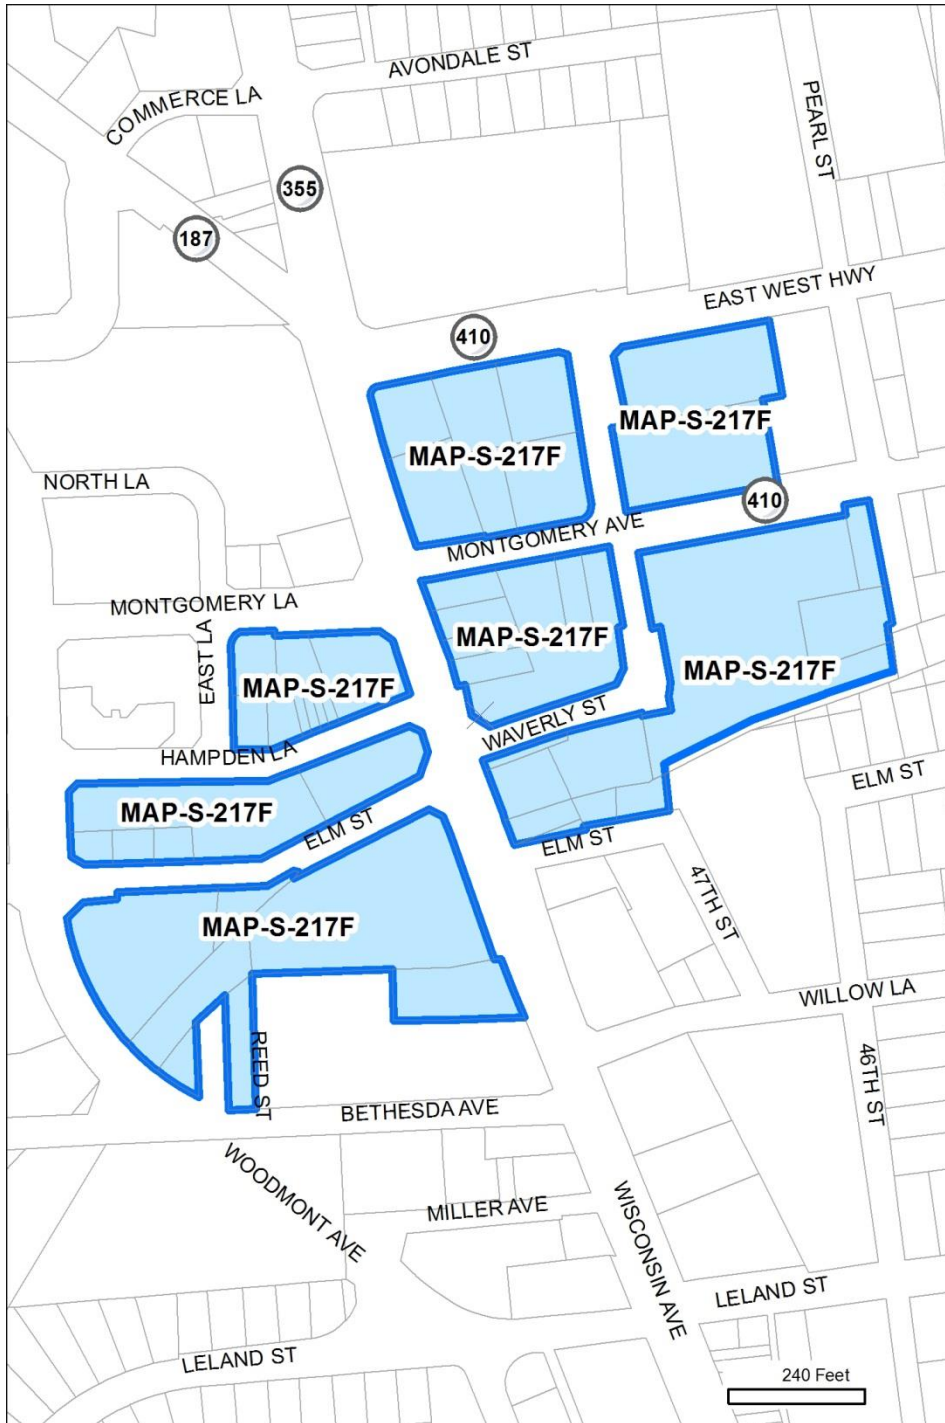 AVONDALE ST
COMMERCE LA
PEARL ST
355
187
EAST WEST HWY
410
MAP-S-217F
MAP-S-217F
NORTH LA
410
MONTGOMERY AVE
MONTGOMERY LA
EAST LA
MAP-S-217F
MAP-S-217F
MAP-S-217F
WAVERLY ST
HAMPDEN LA
ELM ST
MAP-S-217F
ELM ST
ELM ST
47TH ST
MAP-S-217F
WILLOW LA
REED ST
46TH ST
BETHESDA AVE
WOODMONT AVE
MILLER AVE
WISCONSIN AVE
LELAND ST
LELAND ST
240 Feet